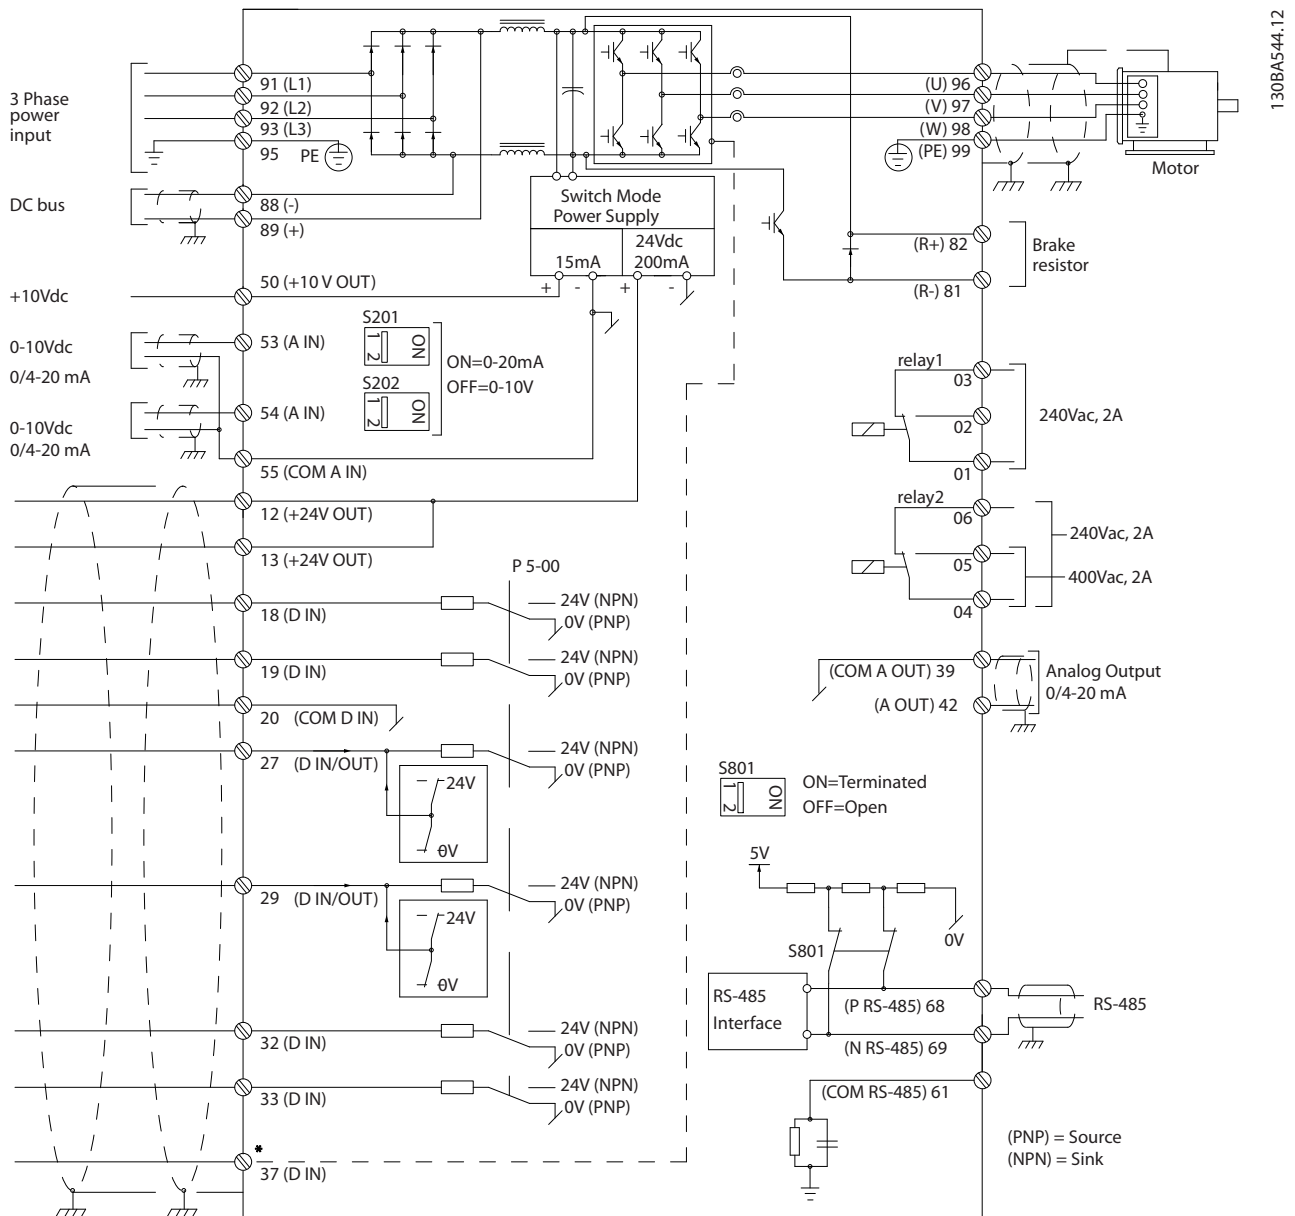 130BA544.12
3 Phase
power
input
91 (L1)
92 (L2)
93 (L3)
95 PE
DC bus
88 (-)
89 (+)
+10Vdc
50 (+10 V OUT)
0-10Vdc
0/4-20 mA
53 (A IN)
0-10Vdc
0/4-20 mA
54 (A IN)
55 (COM A IN)
12 (+24V OUT)
13 (+24V OUT)
18 (D IN)
19 (D IN)
20 (COM D IN)
27 (D IN/OUT)
24V
0V
29 (D IN/OUT)
24V
0V
32 (D IN)
33 (D IN)
*
37 (D IN)
S201
1 2
ON
S202
1 2
ON
ON=0-20mA
OFF=0-10V
Switch Mode
Power Supply
15mA
24Vdc
200mA
+ - + -
P 5-00
24V (NPN)
0V (PNP)
24V (NPN)
0V (PNP)
24V (NPN)
0V (PNP)
24V (NPN)
0V (PNP)
24V (NPN)
0V (PNP)
24V (NPN)
0V (PNP)
(U) 96
(V) 97
(W) 98
(PE) 99
Motor
(R+) 82
(R-) 81
Brake
resistor
relay1
03
02
01
240Vac, 2A
relay2
06
05
04
240Vac, 2A
400Vac, 2A
(COM A OUT) 39
(A OUT) 42
Analog Output
0/4-20 mA
S801
1 2
ON
ON=Terminated
OFF=Open
5V
0V
S801
RS-485
Interface
(P RS-485) 68
(N RS-485) 69
RS-485
(COM RS-485) 61
(PNP) = Source
(NPN) = Sink